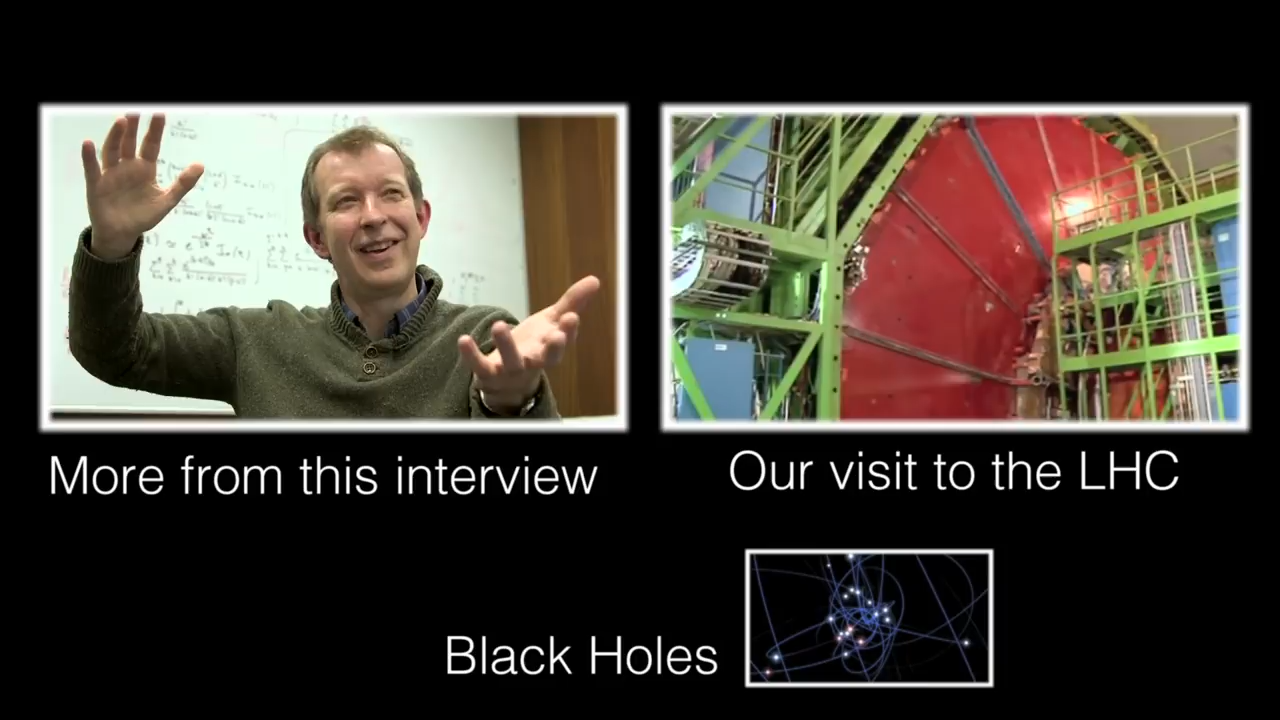 More from this interview
Our visit to the LHC
Black Holes